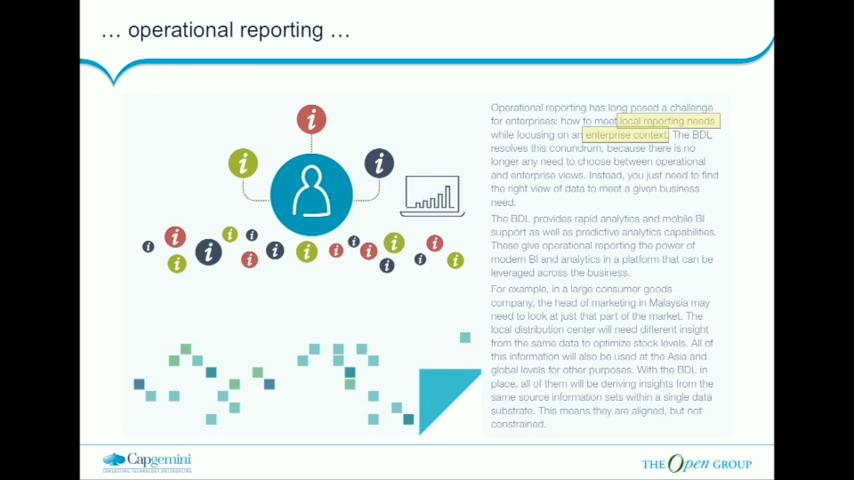 … operational reporting …
Operational reporting has long posed a challenge
for enterprises: how to meet local reporting needs
while focusing on an enterprise context. The BDL
resolves this conundrum, because there is no
longer any need to choose between operational
and enterprise views. Instead, you just need to find
the right view of data to meet a given business
need.
The BDL provides rapid analytics and mobile BI
support as well as predictive analytics capabilities.
These give operational reporting the power of
modern BI and analytics in a platform that can be
leveraged across the business.
For example, in a large consumer goods
company, the head of marketing in Malaysia may
need to look at just that part of the market. The
local distribution center will need different insight
from the same data to optimize stock levels. All of
this information will also be used at the Asia and
global levels for other purposes. With the BDL in
place, all of them will be deriving insights from the
same source information sets within a single data
substrate. This means they are aligned, but not
constrained.
i
i i
i i i i i i i i i i i i i i i i i
Capgemini
CONSULTING.TECHNOLOGY.OUTSOURCING
THE Open GROUP